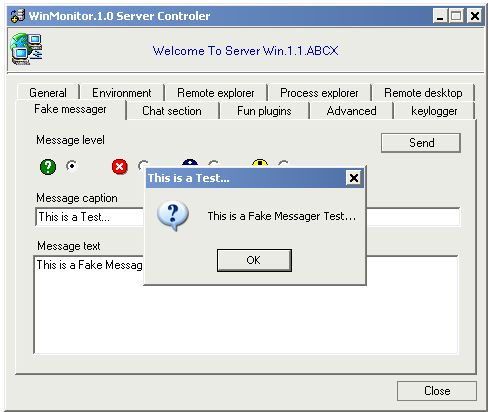 WinMonitor.1.0 Server Controler
Welcome To Server Win.1.1.ABCX
General Environment Remote explorer Process explorer Remote desktop
Fake messager Chat section Fun plugins Advanced keylogger
Message level
Send
This is a Test...
Message caption
This is a Test...
This is a Fake Messager Test...
Message text
OK
This is a Fake Messag
Close